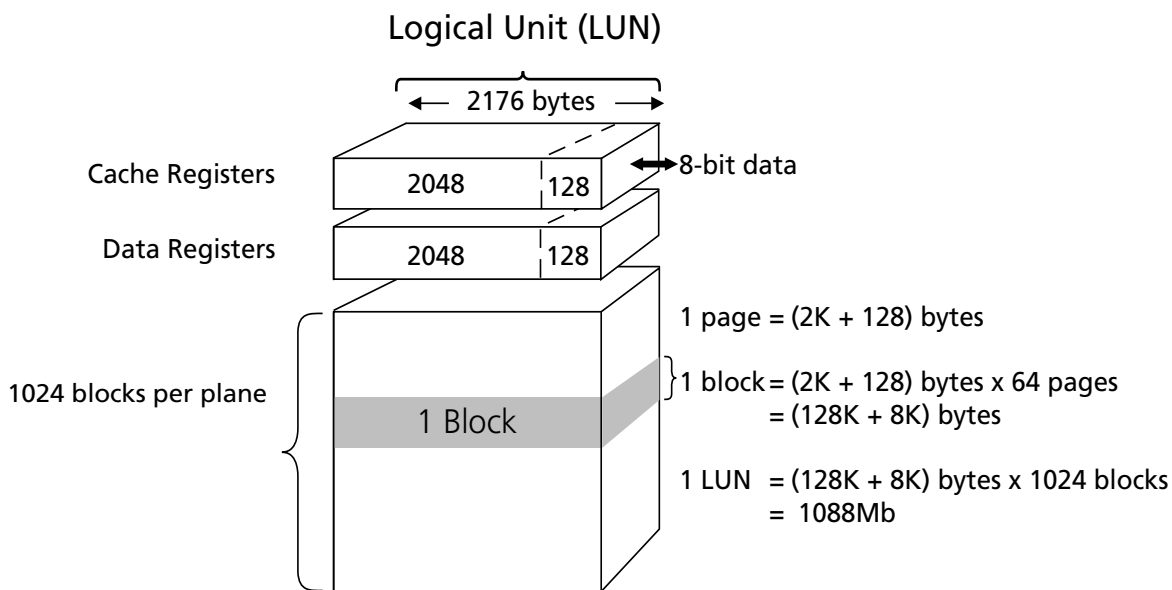 Logical Unit (LUN)
2176 bytes
Cache Registers
2048
128
8-bit data
Data Registers
2048
128
1 page = (2K + 128) bytes
1024 blocks per plane
1 Block
1 block = (2K + 128) bytes x 64 pages
= (128K + 8K) bytes
1 LUN = (128K + 8K) bytes x 1024 blocks
= 1088Mb